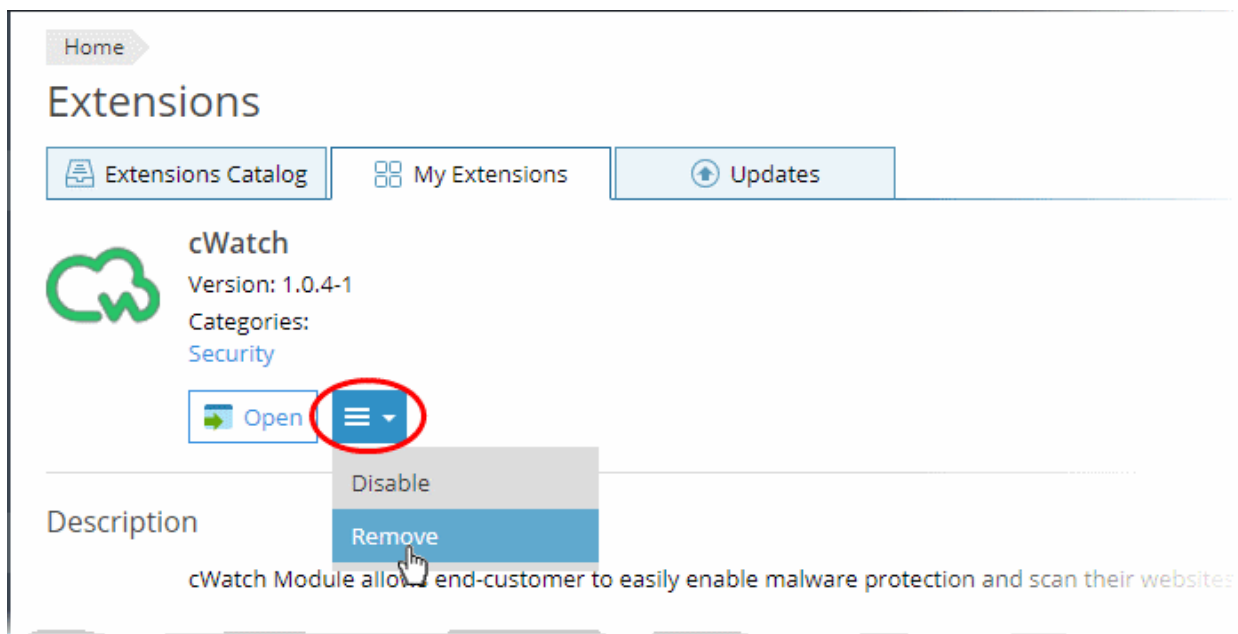 Home
Extensions
Extensions Catalog
My Extensions
Updates
cWatch
Version: 1.0.4-1
Categories:
Security
Open
Disable
Remove
Description
cWatch Module allows end-customer to easily enable malware protection and scan their websites